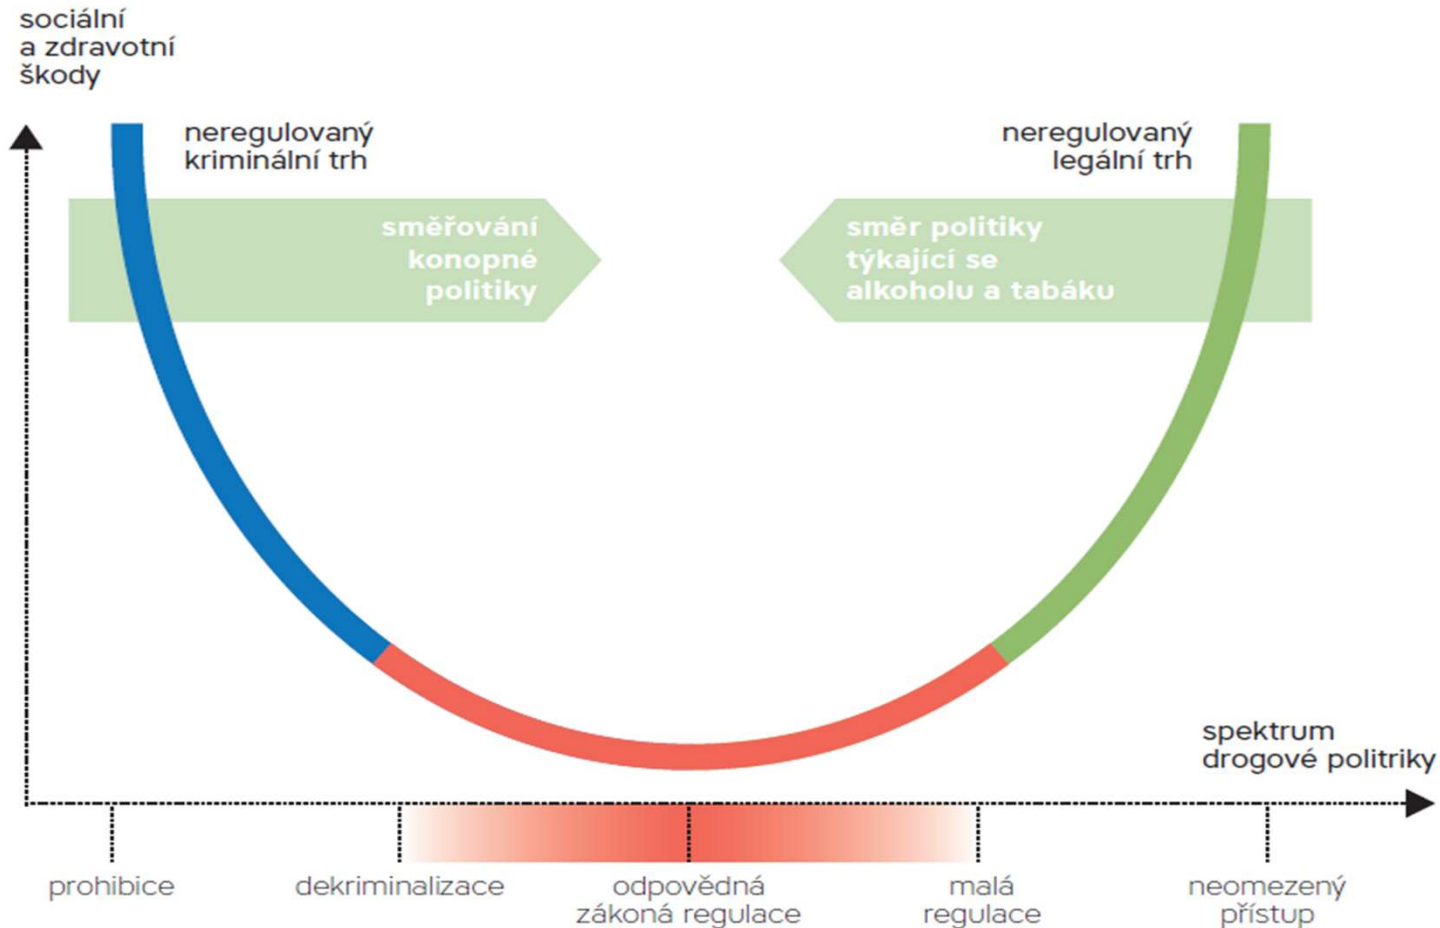 sociální
a zdravotní
škody
neregulovaný
kriminální trh
neregulovaný
legální trh
směřování
konopné
politiky
směr politiky
týkající se
alkoholu a tabáku
spektrum
drogové politriky
prohibice
dekriminalizace
odpovědná
zákoná regulace
malá
regulace
neomezený
přístup